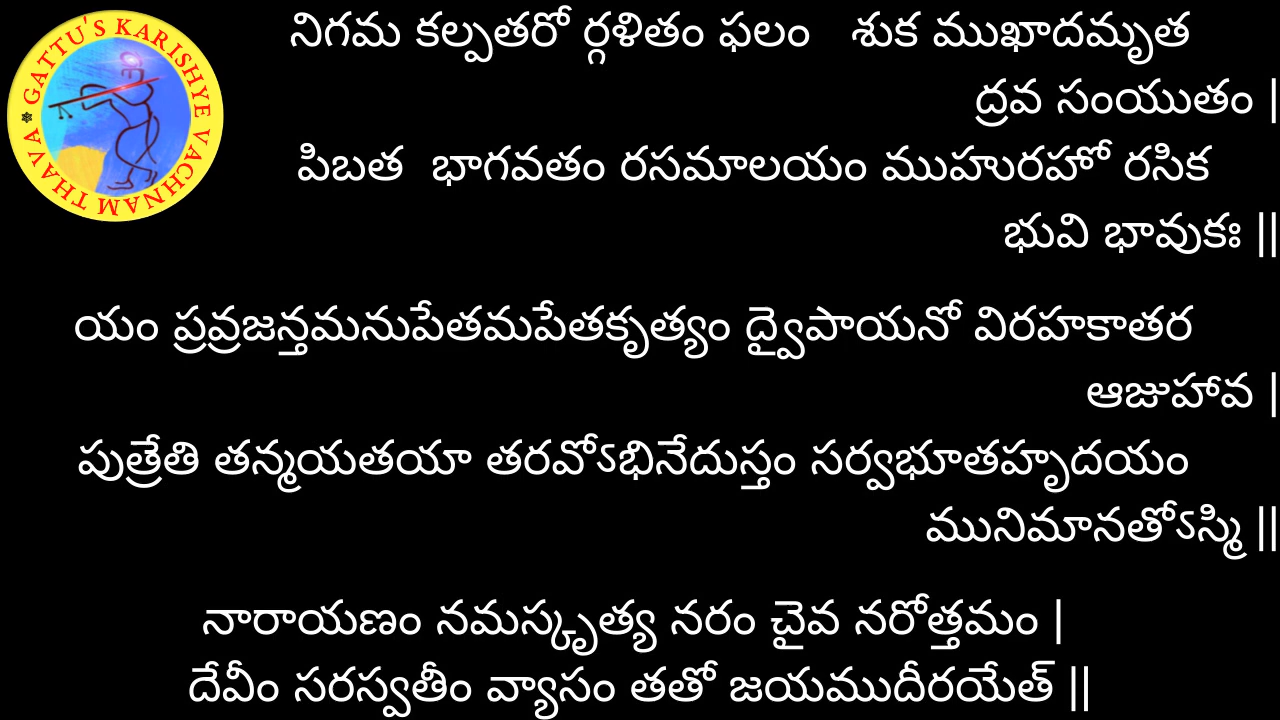 GATTU'S KARISHYE VACHNAM THAVA
నిగమ కల్పతరో ర్గళితం ఫలం శుక ముఖాదమృత
ద్రవ సంయుతం |
పిబత భాగవతం రసమాలయం ముహురహో రసిక
భువి భావుకః ||
యం ప్రవ్రజన్తమనుపేతమపేతకృత్యం ద్వైపాయనో విరహకాతర
ఆజుహావ |
పుత్రేతి తన్మయతయా తరవోఽభినేదుస్తం సర్వభూతహృదయం
మునిమానతోఽస్మి ||
నారాయణం నమస్కృత్య నరం చైవ నరోత్తమం |
దేవీం సరస్వతీం వ్యాసం తతో జయముదీరయేత్ ||